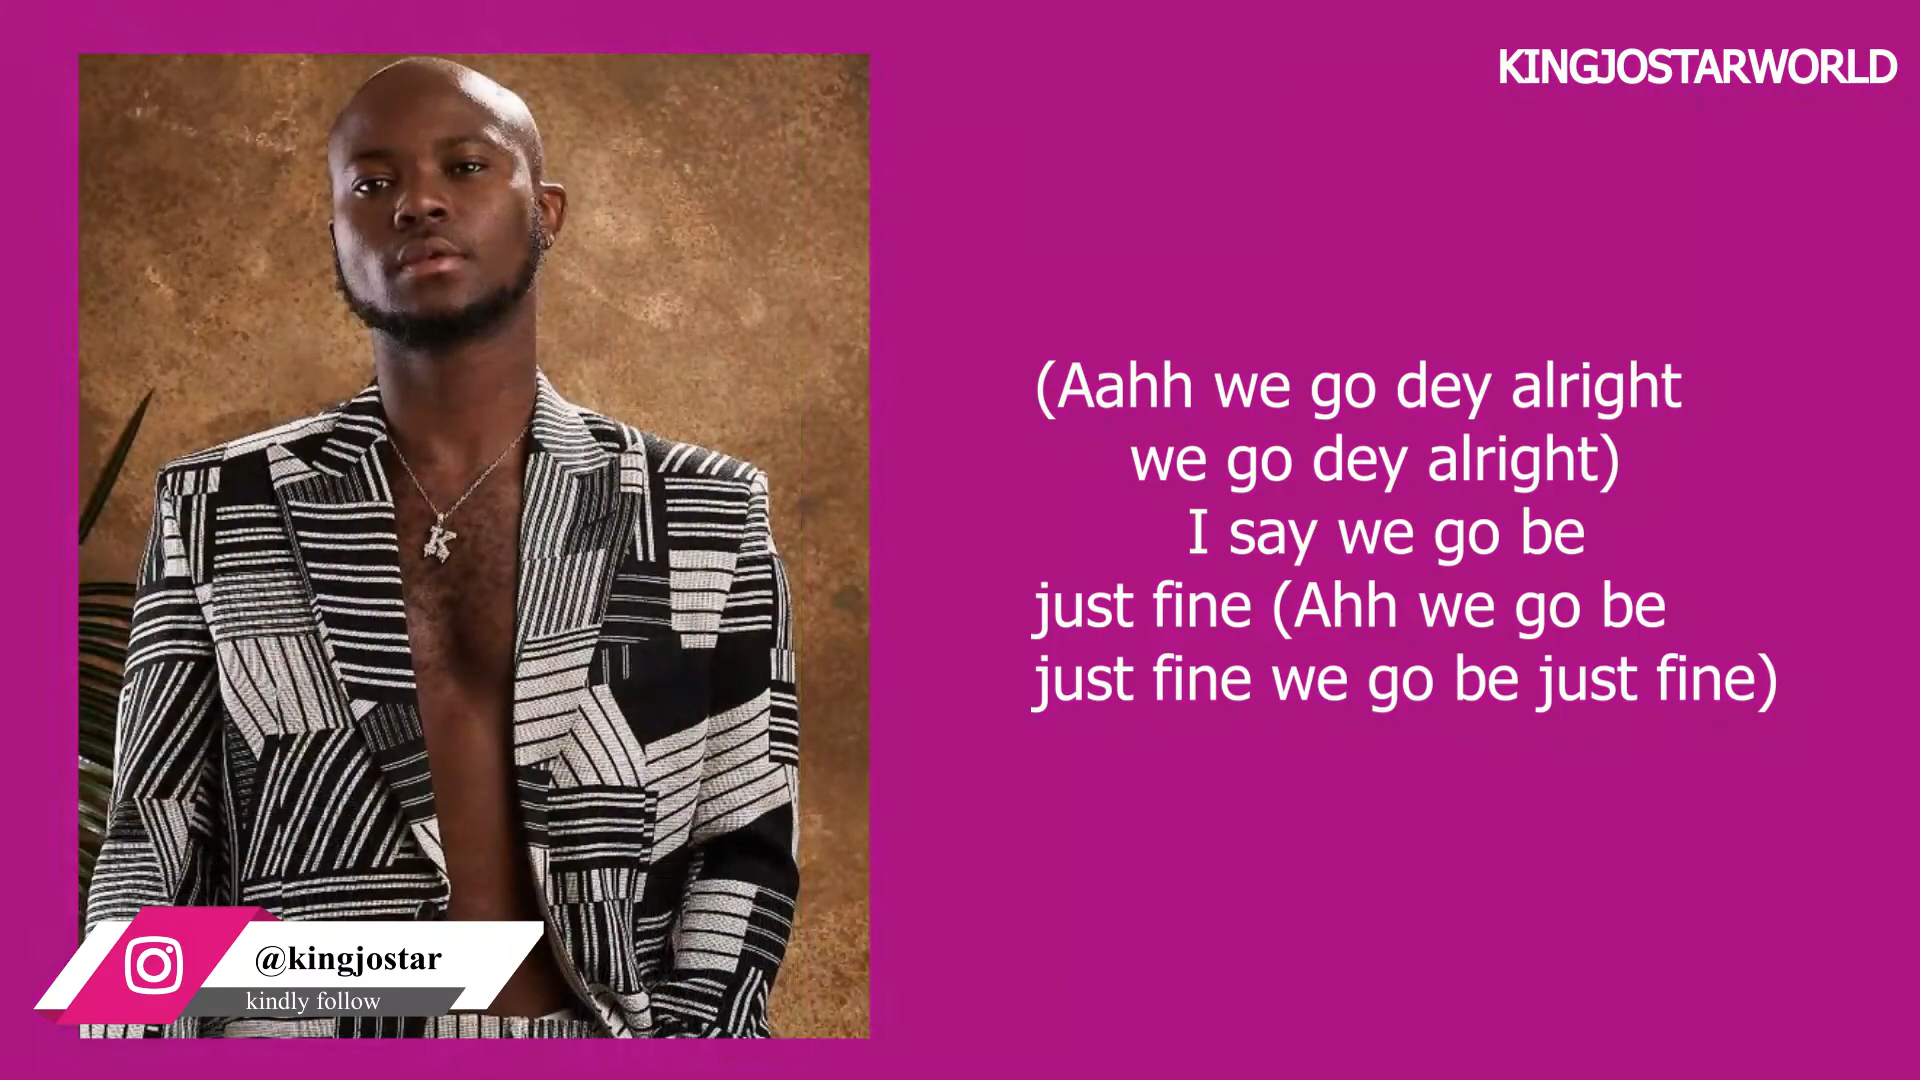 KINGJOSTARWORLD
(Aahh we go dey alright
we go dey alright)
I say we go be
just fine (Ahh we go be
just fine we go be just fine)
K
@kingjostar
kindly follow